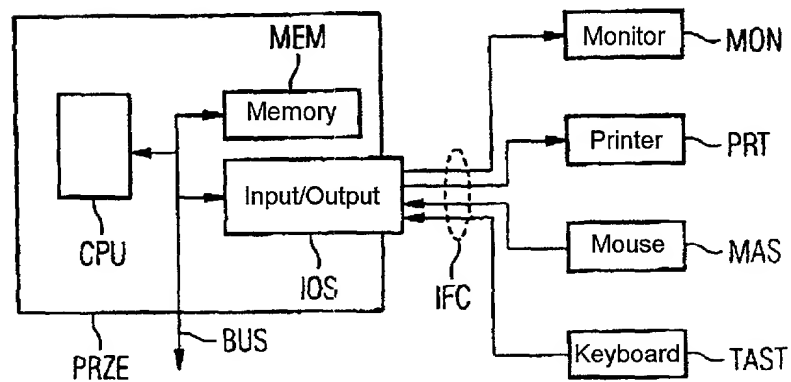 MEM
Monitor
MON
Memory
Printer
PRT
Input/Output
CPU
IOS
IFC
Mouse
MAS
PRZE
BUS
Keyboard
TAST